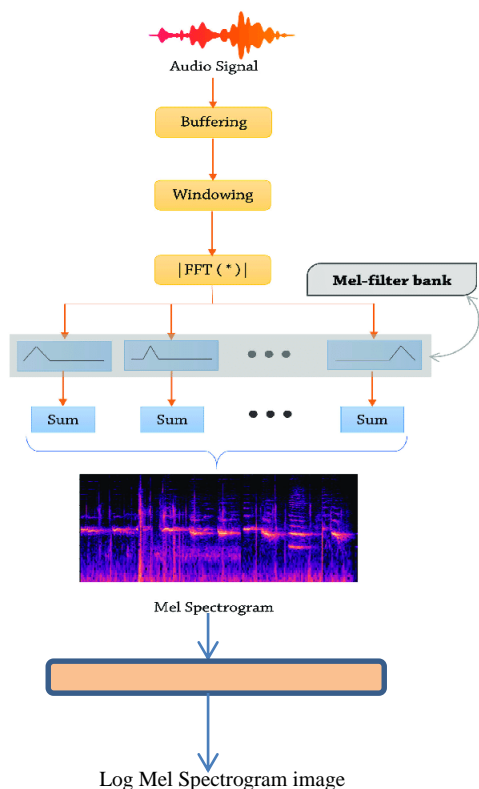 Audio Signal
Buffering
Windowing
|FFT(*)|
Mel-filter bank
Sum Sum Sum
Mel Spectrogram
Log Mel Spectrogram image